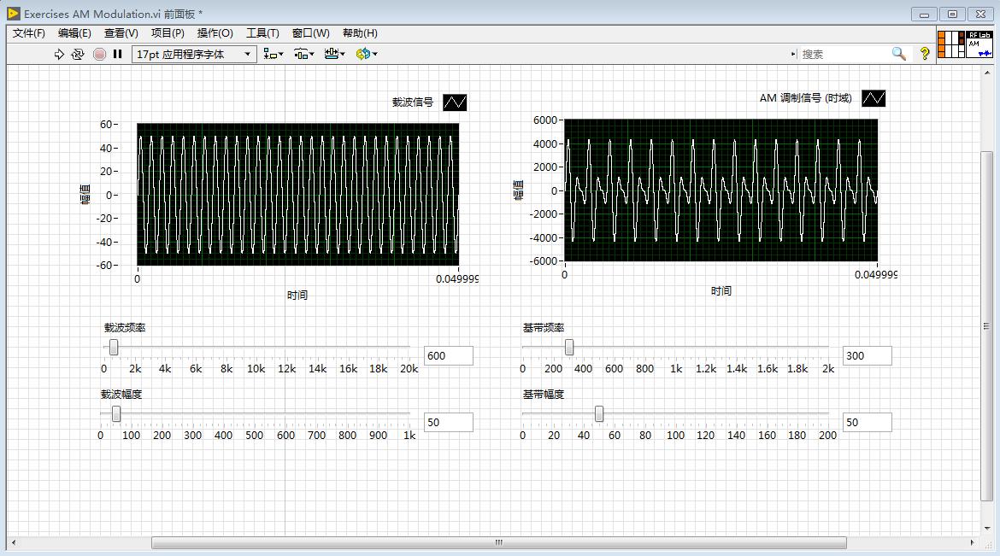 Exercises AM Modulation.vi 前面板 *
文件(F) 编辑(E) 查看(V) 项目(P) 操作(O) 工具(T) 窗口(W) 帮助(H)
17pt 应用程序字体
搜索
RF Lab
AM
载波信号
60
40
20
0
-20
-40
-60
幅值
0 0.049999
时间
AM 调制信号 (时域)
6000
4000
2000
0
-2000
-4000
-6000
幅值
0 0.049999
时间
载波频率
0 2k 4k 6k 8k 10k 12k 14k 16k 18k 20k
600
基带频率
0 200 400 600 800 1k 1.2k 1.4k 1.6k 1.8k 2k
300
载波幅度
0 100 200 300 400 500 600 700 800 900 1k
50
基带幅度
0 20 40 60 80 100 120 140 160 180 200
50